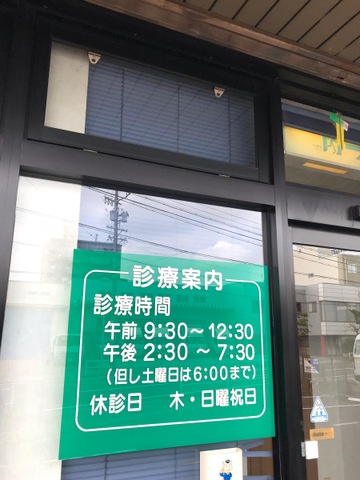 診療案内
診療時間
午前 9:30〜12:30
午後 2:30〜7:30
（但し土曜日は6:00まで）
休診日 木・日曜祝日